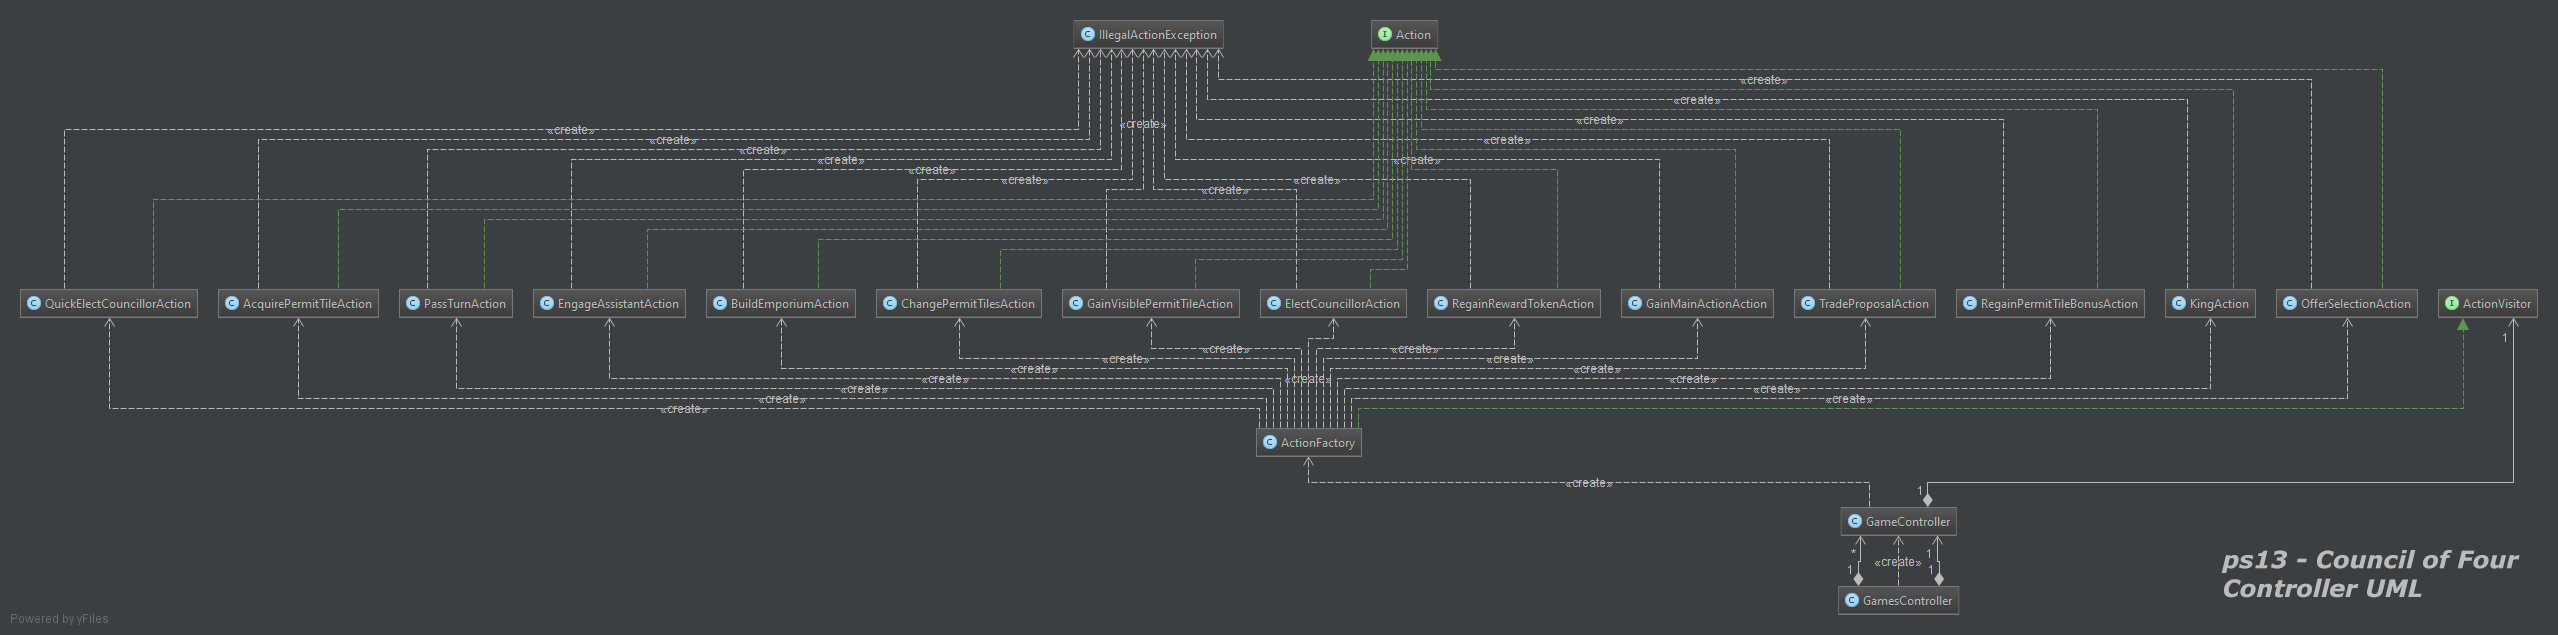 C IllegalActionException
I Action
«create»
«create»
«create»
«create»
«create»
«create»
«create»
«create»
«create»
«create»
«create»
«create»
«create»
«create»
C QuickElectCouncillorAction
C AcquirePermitTileAction
C PassTurnAction
C EngageAssistantAction
C BuildEmporiumAction
C ChangePermitTilesAction
C GainVisiblePermitTileAction
C ElectCouncillorAction
C RegainRewardTokenAction
C GainMainActionAction
C TradeProposalAction
C RegainPermitTileBonusAction
C KingAction
C OfferSelectionAction
I ActionVisitor
1
«create»
«create»
«create»
«create»
«create»
«create»
«create»
«create»
«create»
«create»
«create»
«create»
«create»
«create»
C ActionFactory
«create»
1
C GameController
*
1
«create»
1
1
C GamesController
ps13 - Council of Four
Controller UML
Powered by yFiles